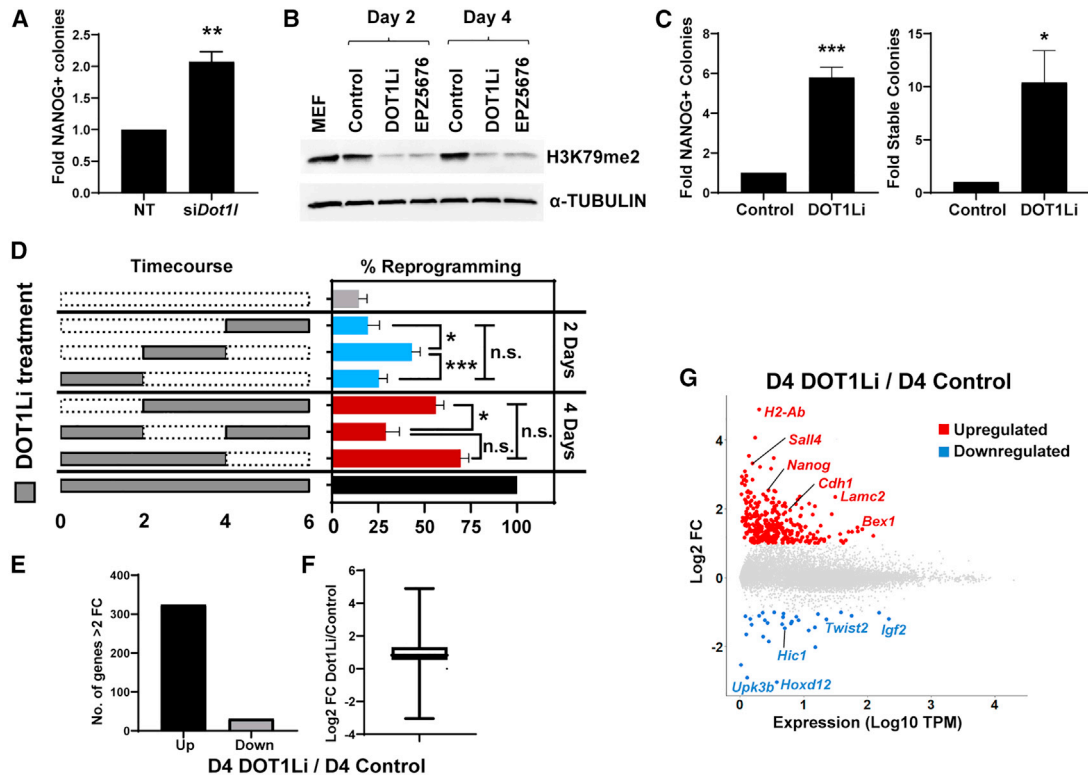 A
Fold NANOG+ colonies
2.5
2.0
1.5
1.0
0.5
0.0
**
NT
siDot1l
B
Day 2
Day 4
MEF
Control
DOT1Li
EPZ5676
Control
DOT1Li
EPZ5676
H3K79me2
α-TUBULIN
C
Fold NANOG+ Colonies
8
6
4
2
0
***
Control
DOT1Li
Fold Stable Colonies
15
10
5
0
*
Control
DOT1Li
D
Timecourse
% Reprogramming
DOT1Li treatment
*
***
n.s.
2 Days
*
n.s.
n.s.
4 Days
0 2 4 6
0 25 50 75 100
E
No. of genes >2 FC
400
300
200
100
0
Up
Down
F
Log2 FC Dot1Li/Control
6
4
2
0
-2
-4
D4 DOT1Li / D4 Control
G
D4 DOT1Li / D4 Control
Log2 FC
4
2
0
-2
H2-Ab
Sall4
Nanog
Cdh1
Lamc2
Bex1
Upregulated
Downregulated
Twist2
Igf2
Hic1
Upk3b
Hoxd12
0 1 2 3 4
Expression (Log10 TPM)